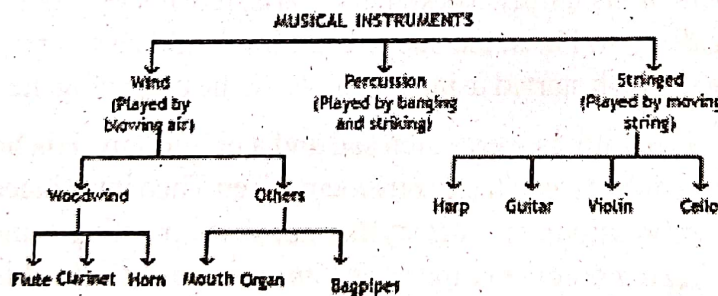 MUSICAL INSTRUMENTS
Wind
(Played by
blowing air)
Percussion
(Played by banging
and striking)
Stringed
(Played by moving
string)
Woodwind
Others
Harp
Guitar
Violin
Cello
Flute
Clarinet
Horn
Mouth Organ
Bagpipes